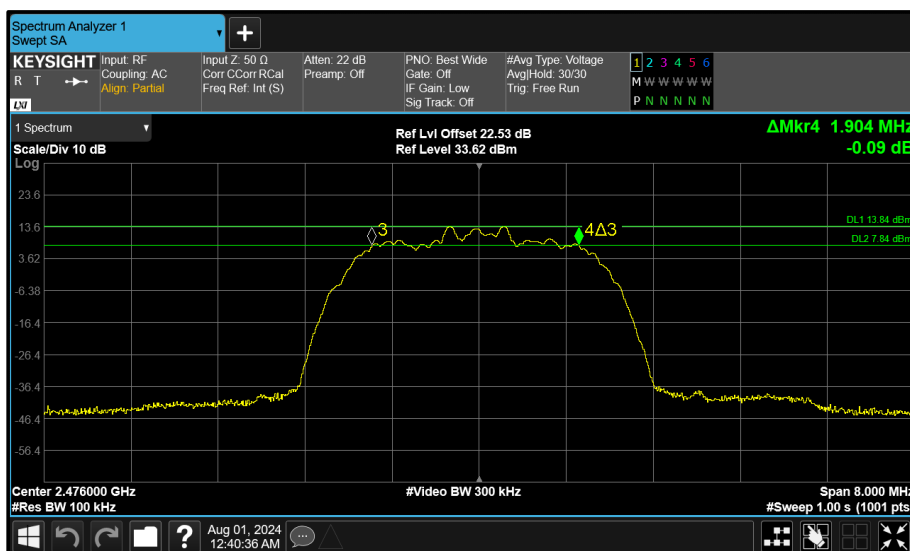 Spectrum Analyzer 1
Swept SA
KEYSIGHT
R T
LXI
Input: RF
Coupling: AC
Align: Partial
Input Z: 50 Ω
Corr CCorr RCal
Freq Ref: Int (S)
Atten: 22 dB
Preamp: Off
PNO: Best Wide
Gate: Off
IF Gain: Low
Sig Track: Off
#Avg Type: Voltage
Avg|Hold: 30/30
Trig: Free Run
1 2 3 4 5 6
M W W W W W
P N N N N N
1 Spectrum
Scale/Div 10 dB
Log
Ref Lvl Offset 22.53 dB
Ref Level 33.62 dBm
ΔMkr4 1.904 MHz
-0.09 dB
23.6
13.6
3.62
-6.38
-16.4
-26.4
-36.4
-46.4
-56.4
3
4Δ3
DL1 13.84 dBm
DL2 7.84 dBm
Center 2.476000 GHz
#Res BW 100 kHz
#Video BW 300 kHz
Span 8.000 MHz
#Sweep 1.00 s (1001 pts
?
Aug 01, 2024
12:40:36 AM